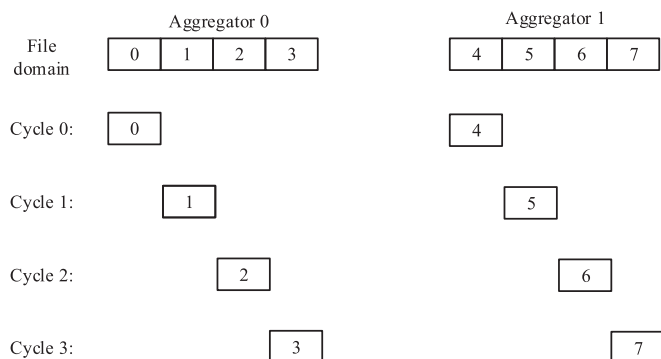 Aggregator 0 Aggregator 1
File domain 0 1 2 3 4 5 6 7
Cycle 0: 0 4
Cycle 1: 1 5
Cycle 2: 2 6
Cycle 3: 3 7